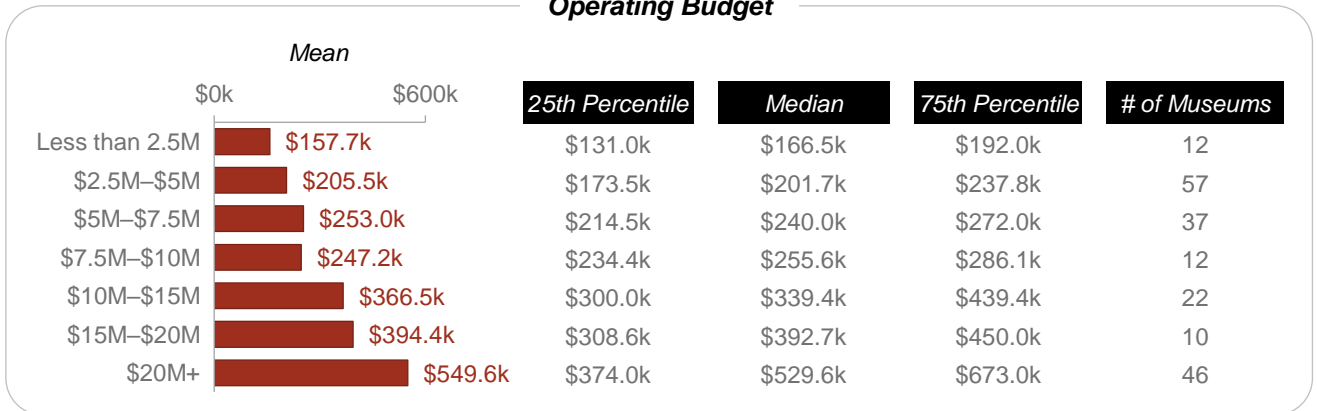 Operating Budget
Mean
$0k $600k 25th Percentile Median 75th Percentile # of Museums
Less than 2.5M $157.7k $131.0k $166.5k $192.0k 12
$2.5M–$5M $205.5k $173.5k $201.7k $237.8k 57
$5M–$7.5M $253.0k $214.5k $240.0k $272.0k 37
$7.5M–$10M $247.2k $234.4k $255.6k $286.1k 12
$10M–$15M $366.5k $300.0k $339.4k $439.4k 22
$15M–$20M $394.4k $308.6k $392.7k $450.0k 10
$20M+ $549.6k $374.0k $529.6k $673.0k 46